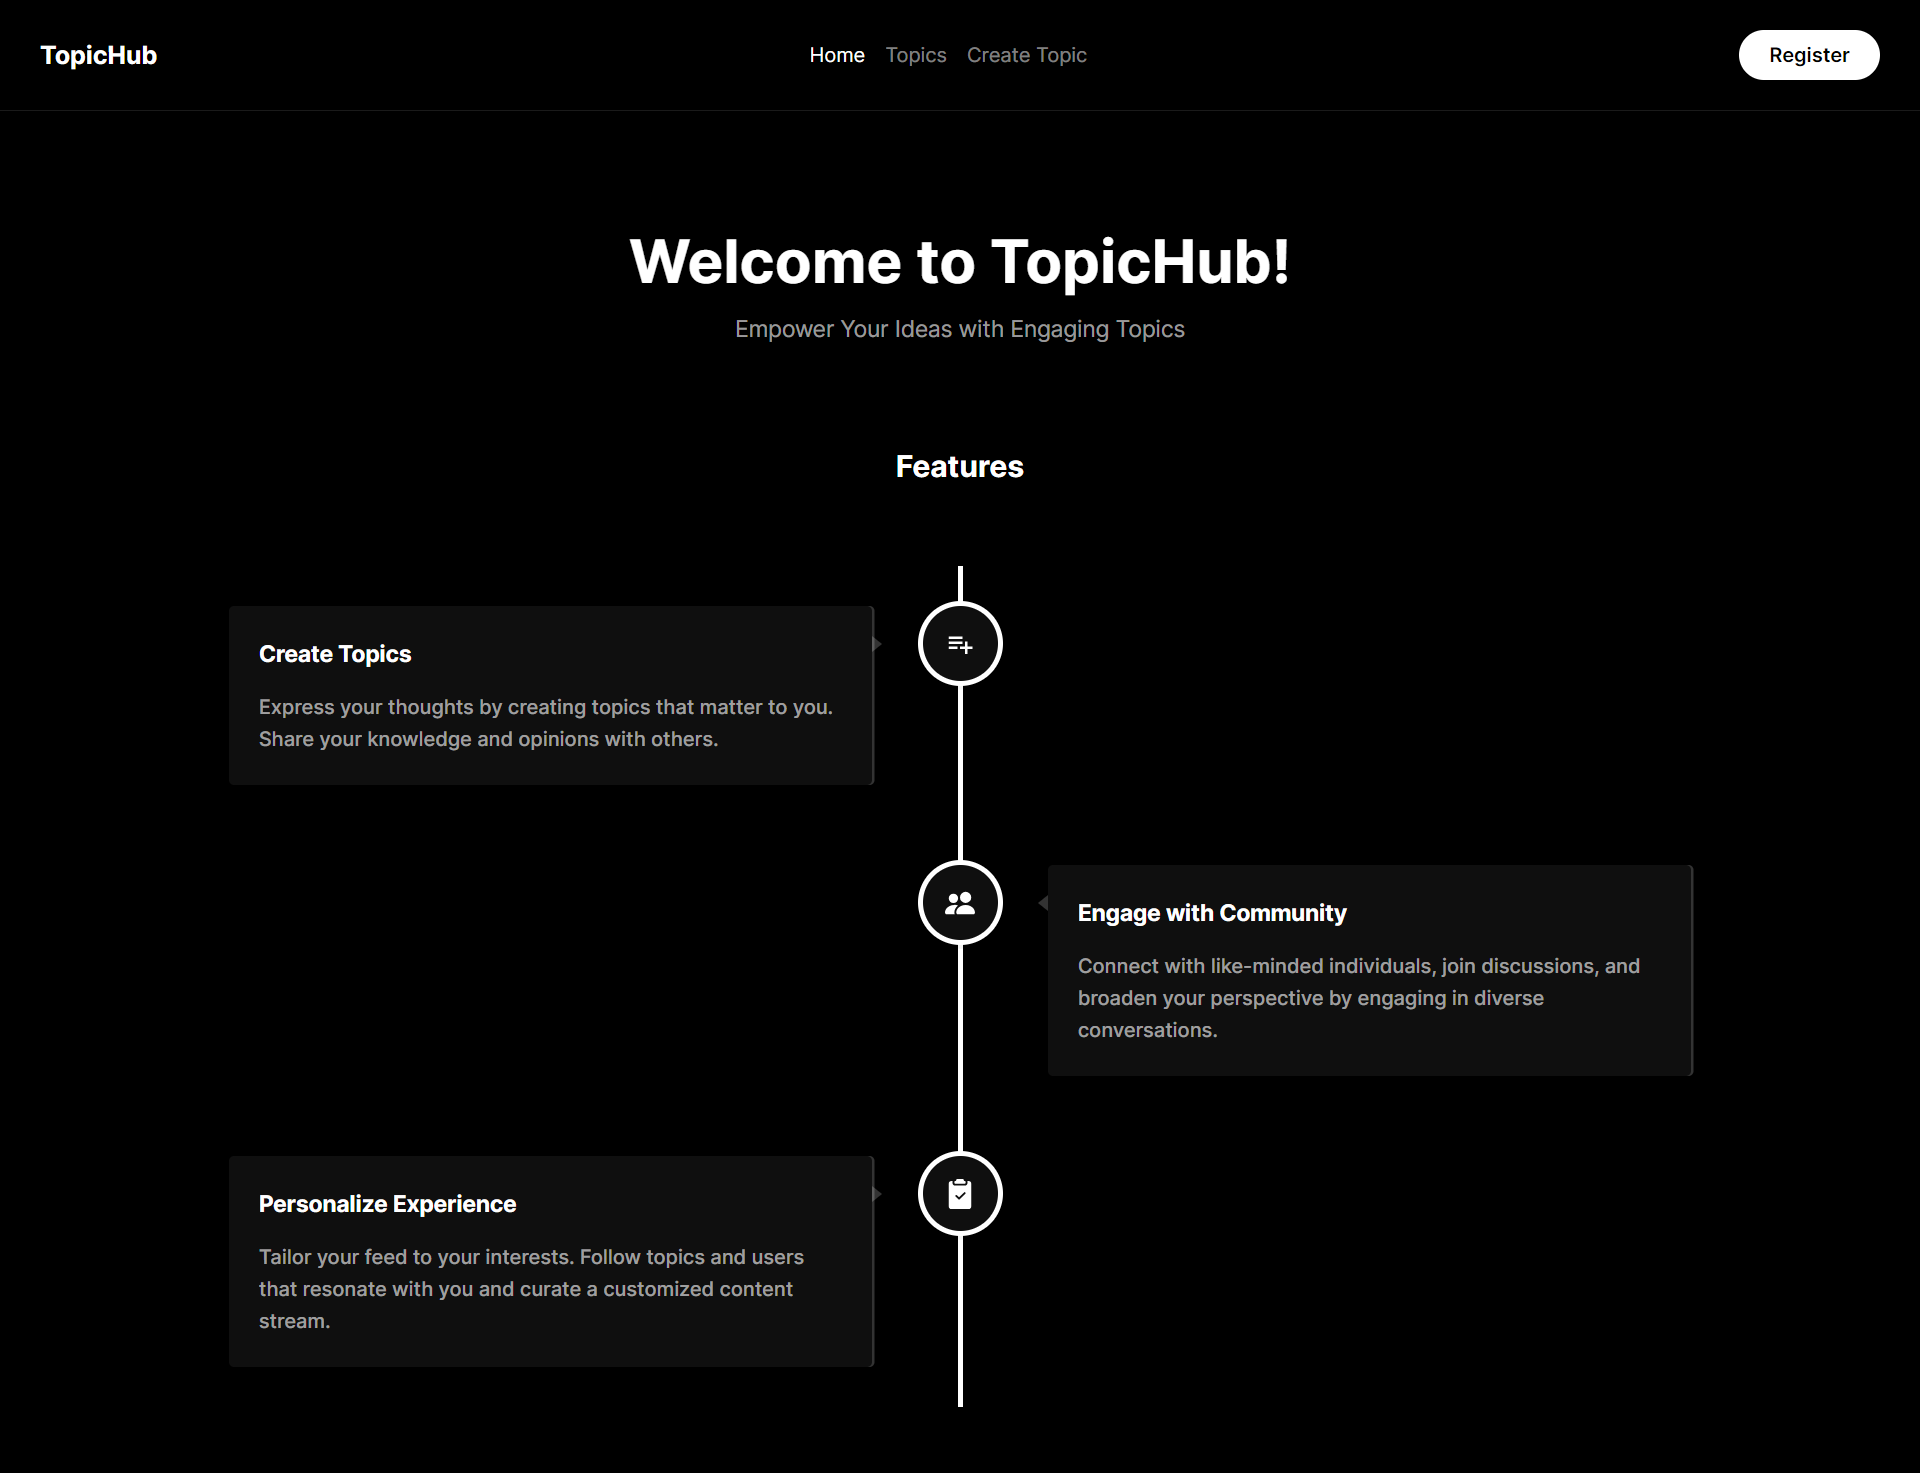 TopicHub
Home Topics Create Topic
Register
Welcome to TopicHub!
Empower Your Ideas with Engaging Topics
Features
Create Topics
Express your thoughts by creating topics that matter to you.
Share your knowledge and opinions with others.
Engage with Community
Connect with like-minded individuals, join discussions, and
broaden your perspective by engaging in diverse
conversations.
Personalize Experience
Tailor your feed to your interests. Follow topics and users
that resonate with you and curate a customized content
stream.